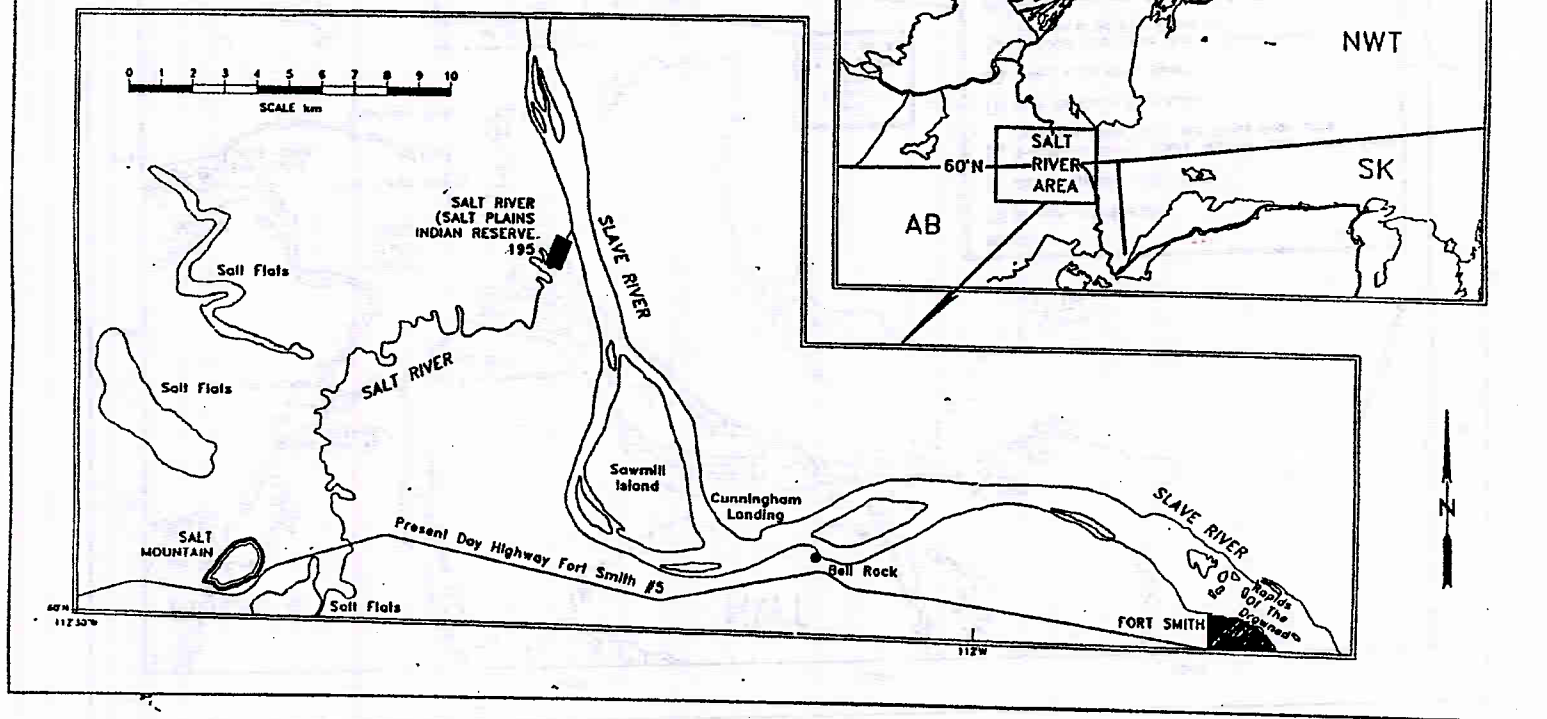 0 1 2 3 4 5 6 7 8 9 10
SCALE km
NWT
SALT
60°N RIVER
AREA
SK
AB
SALT RIVER
(SALT PLAINS
INDIAN RESERVE
195
SLAVE RIVER
Salt Flats
SALT RIVER
Salt Flats
Sawmill
Island
Cunningham
Landing
SLAVE RIVER
N
SALT
MOUNTAIN
Present Day Highway Fort Smith #5
Bell Rock
Salt Flats
Rapids
Of The
Drowned
FORT SMITH
60°N
112°W